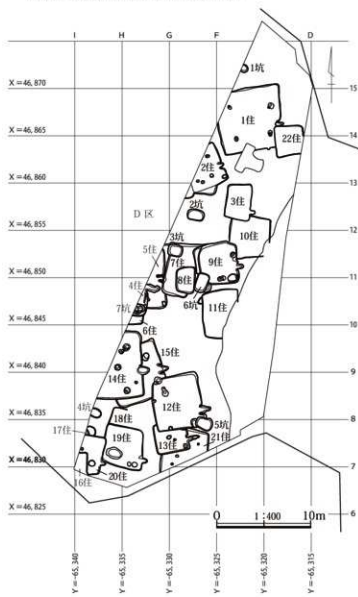 I H G F D
X=46,870
X=46,865
X=46,860
X=46,855
X=46,850
X=46,845
X=46,840
X=46,835
X=46,830
X=46,825
15
14
13
12
11
10
9
8
7
6
1坑
1住
22住
2住
2坑
3住
10住
D 区
3坑
5住
7住
9住
8住
4住
6坑
7坑
11住
6住
15住
14住
12住
4坑
18住
5坑
17住
19住
13住
21住
20住
16住
0 1:400 10m
Y=-65,340
Y=-65,335
Y=-65,330
Y=-65,325
Y=-65,320
Y=-65,315